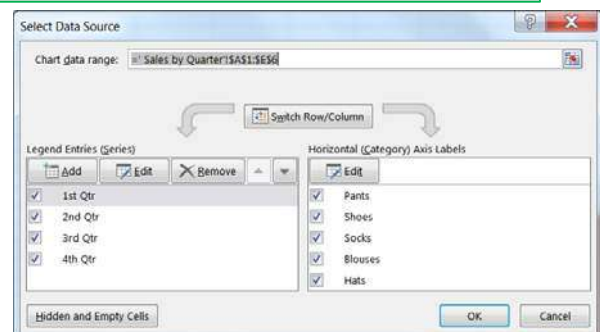 Select Data Source
Chart data range: =' Sales by Quarter'!$A$1:$E$6
Switch Row/Column
Legend Entries (Series)
Horizontal (Category) Axis Labels
Add Edit Remove
Edit
1st Qtr
2nd Qtr
3rd Qtr
4th Qtr
Pants
Shoes
Socks
Blouses
Hats
Hidden and Empty Cells
OK Cancel